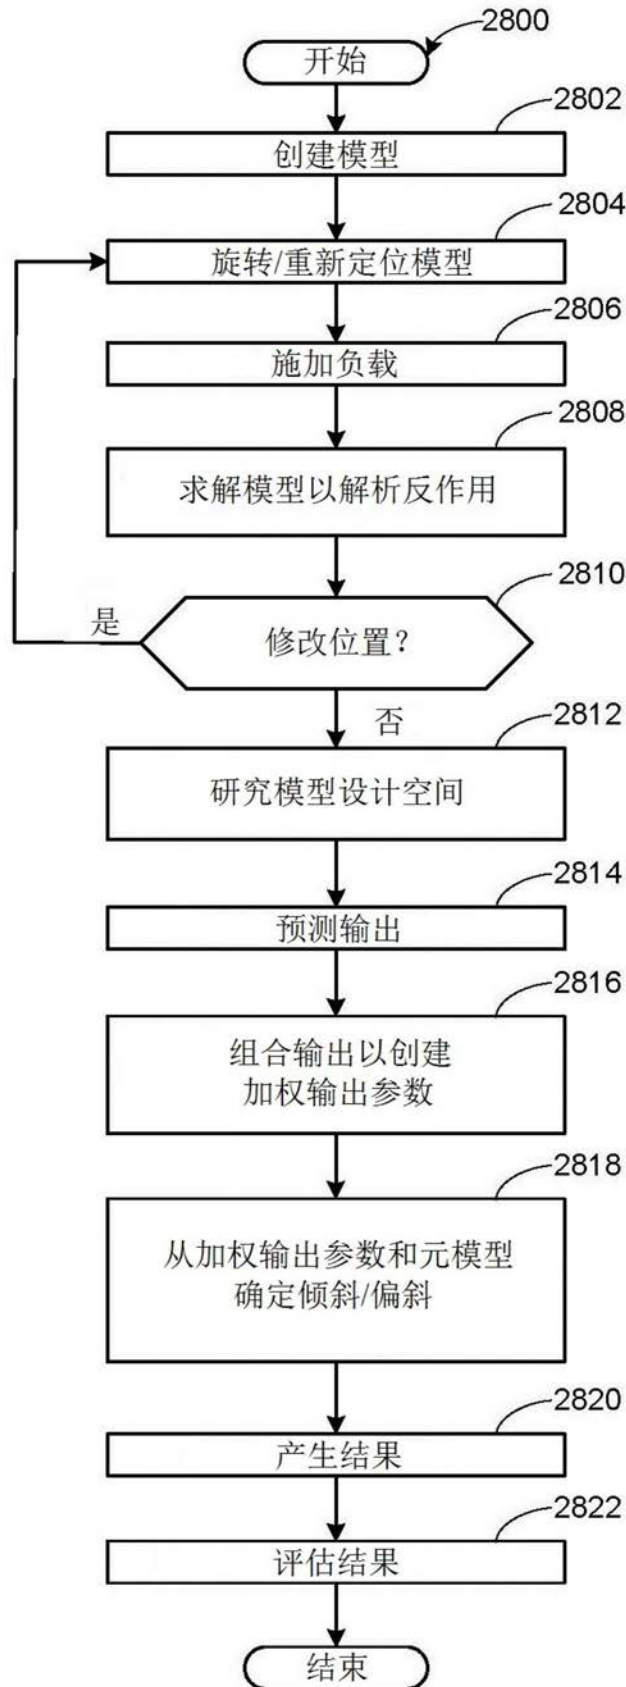 2800
开始
2802
创建模型
2804
旋转/重新定位模型
2806
施加负载
2808
求解模型以解析反作用
2810
是
修改位置?
否
2812
研究模型设计空间
2814
预测输出
2816
组合输出以创建
加权输出参数
2818
从加权输出参数和元模型
确定倾斜/偏斜
2820
产生结果
2822
评估结果
结束